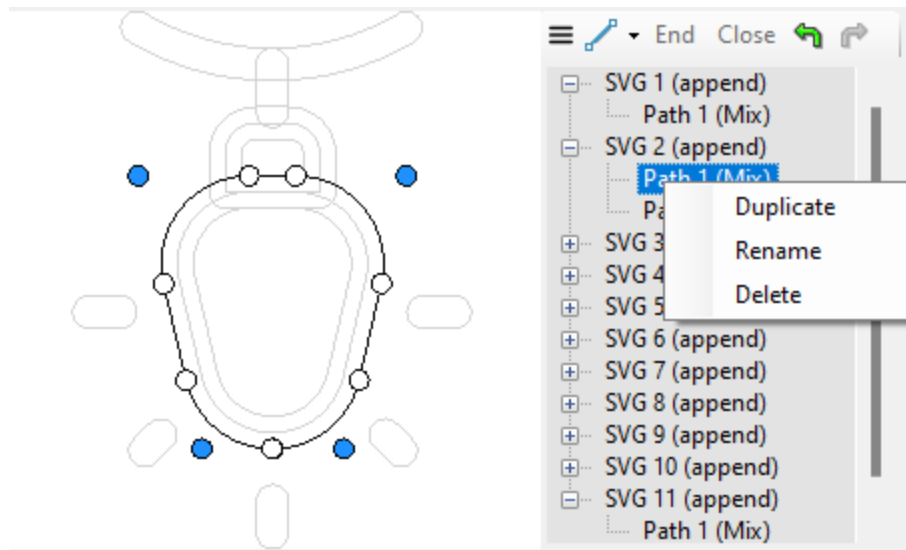 End Close
SVG 1 (append)
Path 1 (Mix)
SVG 2 (append)
Path 1 (Mix)
Duplicate
Rename
Delete
SVG 3
SVG 4
SVG 5
SVG 6 (append)
SVG 7 (append)
SVG 8 (append)
SVG 9 (append)
SVG 10 (append)
SVG 11 (append)
Path 1 (Mix)